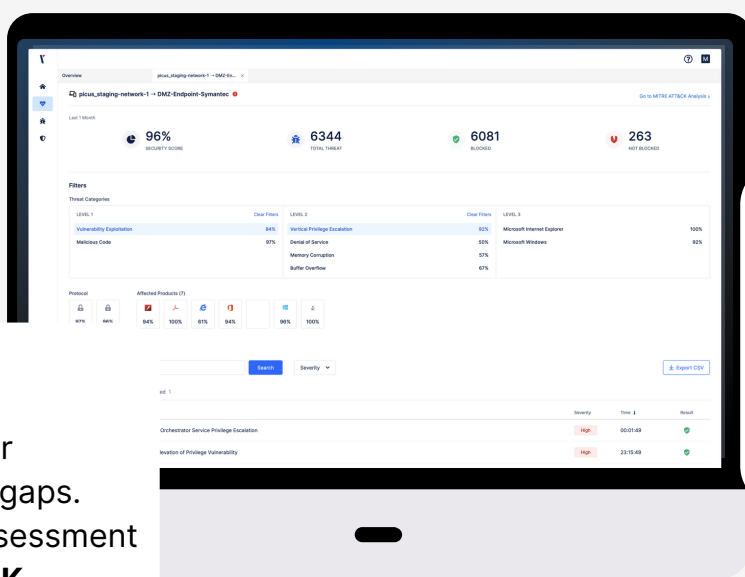 M
Overview picus_staging-network-1 → DMZ-En... ×
picus_staging-network-1 → DMZ-Endpoint-Symantec
Go to MITRE ATT&CK Analysis
Last 1 Month
96% 6344 6081 263
SECURITY SCORE TOTAL THREAT BLOCKED NOT BLOCKED
Filters
Threat Categories
LEVEL 1 Clear Filters LEVEL 2 Clear Filters LEVEL 3
Vulnerability Exploitation 84% Vertical Privilege Escalation 92% Microsoft Internet Explorer 100%
Malicious Code 97% Denial of Service 50% Microsoft Windows 92%
Memory Corruption 57%
Buffer Overflow 67%
Protocol Affected Products (7)
97% 96% 94% 100% 81% 94% 96% 100%
Search Severity Export CSV
ed 1
Severity Time Result
Orchestrator Service Privilege Escalation High 00:01:49
levation of Privilege Vulnerability High 23:15:49
r
gaps.
sessment
K